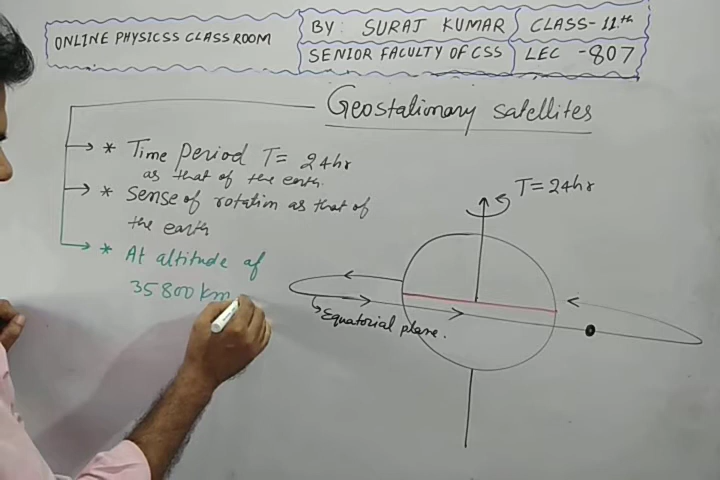 ONLINE PHYSICSS CLASS ROOM
BY: SURAJ KUMAR
CLASS-11th
SENIOR FACULTY OF CSS
LEC -807
Geostationary satellites
* Time period T= 24hr
as that of the earth.
* Sense of rotation as that of
the earth
* At altitude of
35800 km
T=24hr
Equatorial plane.